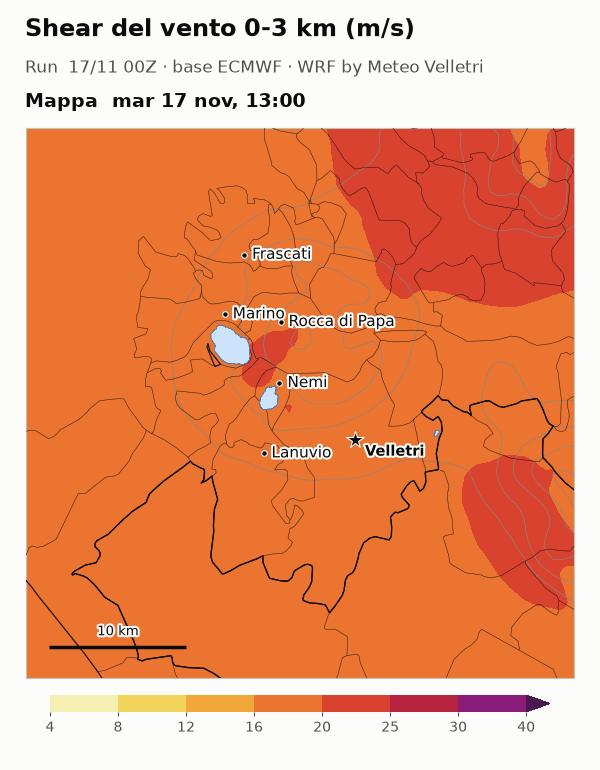 Shear del vento 0-3 km (m/s)
Run  17/11 00Z · base ECMWF · WRF by Meteo Velletri
Mappa  mar 17 nov, 13:00
Frascati
Marino
Rocca di Papa
Nemi
Velletri
Lanuvio
10 km
4 8 12 16 20 25 30 40